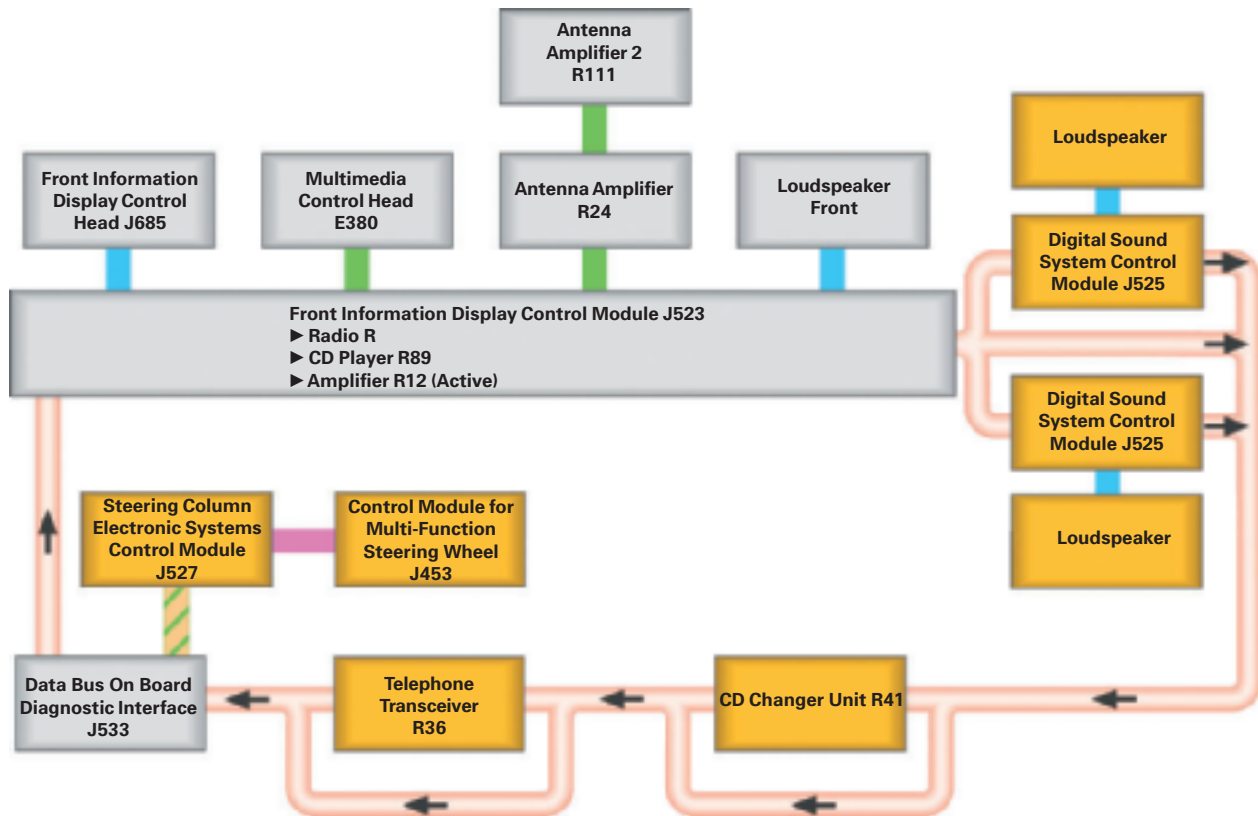 Antenna
Amplifier 2
R111
Front Information
Display Control
Head J685
Multimedia
Control Head
E380
Antenna Amplifier
R24
Loudspeaker
Front
Loudspeaker
Digital Sound
System Control
Module J525
Front Information Display Control Module J523
► Radio R
► CD Player R89
► Amplifier R12 (Active)
Digital Sound
System Control
Module J525
Loudspeaker
Steering Column
Electronic Systems
Control Module
J527
Control Module for
Multi-Function
Steering Wheel
J453
Data Bus On Board
Diagnostic Interface
J533
Telephone
Transceiver
R36
CD Changer Unit R41